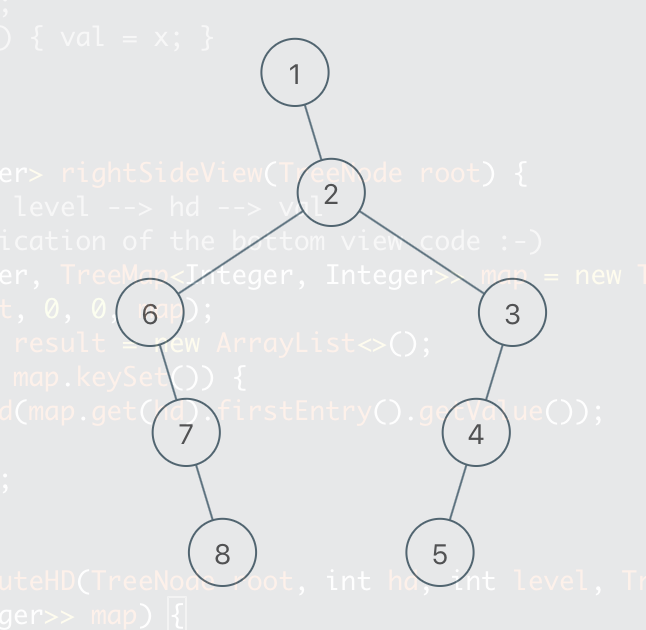 ;
) { val = x; }
1
er> rightSideView(TreeNode root) {
2
level --> hd --> val
ication of the bottom view code :-)
er, TreeMap<Integer, Integer>> map = new T
6
3
t, 0, 0, map);
result = new ArrayList<>();
map.keySet()) {
d(map.get(hd).firstEntry().getValue());
7
4
;
8
5
uteHD(TreeNode root, int hd, int level, Tr
ger>> map) {